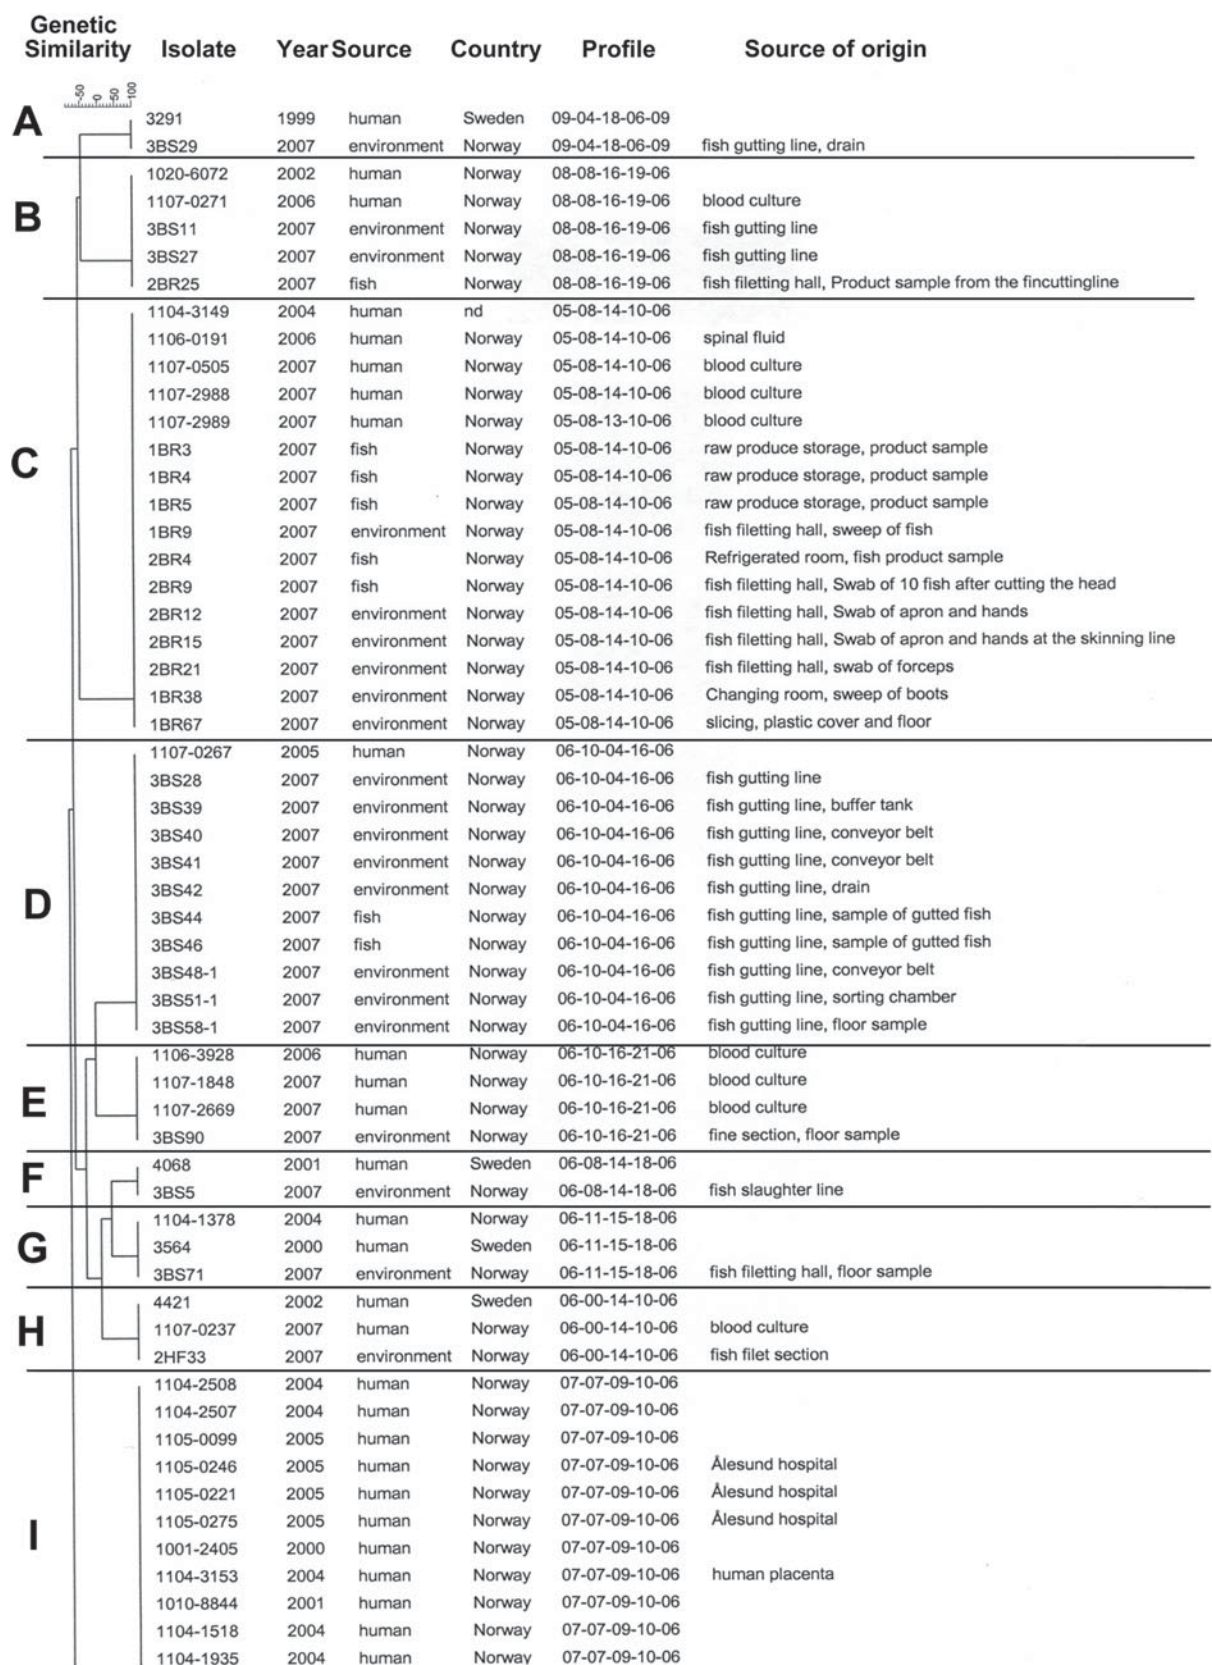 Genetic
Similarity Isolate Year Source Country Profile Source of origin
-50 -0 50 100
A
3291 1999 human Sweden 09-04-18-06-09
3BS29 2007 environment Norway 09-04-18-06-09 fish gutting line, drain
B
1020-6072 2002 human Norway 08-08-16-19-06
1107-0271 2006 human Norway 08-08-16-19-06 blood culture
3BS11 2007 environment Norway 08-08-16-19-06 fish gutting line
3BS27 2007 environment Norway 08-08-16-19-06 fish gutting line
2BR25 2007 fish Norway 08-08-16-19-06 fish filetting hall, Product sample from the fincuttingline
C
1104-3149 2004 human nd 05-08-14-10-06
1106-0191 2006 human Norway 05-08-14-10-06 spinal fluid
1107-0505 2007 human Norway 05-08-14-10-06 blood culture
1107-2988 2007 human Norway 05-08-14-10-06 blood culture
1107-2989 2007 human Norway 05-08-13-10-06 blood culture
1BR3 2007 fish Norway 05-08-14-10-06 raw produce storage, product sample
1BR4 2007 fish Norway 05-08-14-10-06 raw produce storage, product sample
1BR5 2007 fish Norway 05-08-14-10-06 raw produce storage, product sample
1BR9 2007 environment Norway 05-08-14-10-06 fish filetting hall, sweep of fish
2BR4 2007 fish Norway 05-08-14-10-06 Refrigerated room, fish product sample
2BR9 2007 fish Norway 05-08-14-10-06 fish filetting hall, Swab of 10 fish after cutting the head
2BR12 2007 environment Norway 05-08-14-10-06 fish filetting hall, Swab of apron and hands
2BR15 2007 environment Norway 05-08-14-10-06 fish filetting hall, Swab of apron and hands at the skinning line
2BR21 2007 environment Norway 05-08-14-10-06 fish filetting hall, swab of forceps
1BR38 2007 environment Norway 05-08-14-10-06 Changing room, sweep of boots
1BR67 2007 environment Norway 05-08-14-10-06 slicing, plastic cover and floor
D
1107-0267 2005 human Norway 06-10-04-16-06
3BS28 2007 environment Norway 06-10-04-16-06 fish gutting line
3BS39 2007 environment Norway 06-10-04-16-06 fish gutting line, buffer tank
3BS40 2007 environment Norway 06-10-04-16-06 fish gutting line, conveyor belt
3BS41 2007 environment Norway 06-10-04-16-06 fish gutting line, conveyor belt
3BS42 2007 environment Norway 06-10-04-16-06 fish gutting line, drain
3BS44 2007 fish Norway 06-10-04-16-06 fish gutting line, sample of gutted fish
3BS46 2007 fish Norway 06-10-04-16-06 fish gutting line, sample of gutted fish
3BS48-1 2007 environment Norway 06-10-04-16-06 fish gutting line, conveyor belt
3BS51-1 2007 environment Norway 06-10-04-16-06 fish gutting line, sorting chamber
3BS58-1 2007 environment Norway 06-10-04-16-06 fish gutting line, floor sample
E
1106-3928 2006 human Norway 06-10-16-21-06 blood culture
1107-1848 2007 human Norway 06-10-16-21-06 blood culture
1107-2669 2007 human Norway 06-10-16-21-06 blood culture
3BS90 2007 environment Norway 06-10-16-21-06 fine section, floor sample
F
4068 2001 human Sweden 06-08-14-18-06
3BS5 2007 environment Norway 06-08-14-18-06 fish slaughter line
G
1104-1378 2004 human Norway 06-11-15-18-06
3564 2000 human Sweden 06-11-15-18-06
3BS71 2007 environment Norway 06-11-15-18-06 fish filetting hall, floor sample
H
4421 2002 human Sweden 06-00-14-10-06
1107-0237 2007 human Norway 06-00-14-10-06 blood culture
2HF33 2007 environment Norway 06-00-14-10-06 fish filet section
I
1104-2508 2004 human Norway 07-07-09-10-06
1104-2507 2004 human Norway 07-07-09-10-06
1105-0099 2005 human Norway 07-07-09-10-06
1105-0246 2005 human Norway 07-07-09-10-06 Ålesund hospital
1105-0221 2005 human Norway 07-07-09-10-06 Ålesund hospital
1105-0275 2005 human Norway 07-07-09-10-06 Ålesund hospital
1001-2405 2000 human Norway 07-07-09-10-06
1104-3153 2004 human Norway 07-07-09-10-06 human placenta
1010-8844 2001 human Norway 07-07-09-10-06
1104-1518 2004 human Norway 07-07-09-10-06
1104-1935 2004 human Norway 07-07-09-10-06